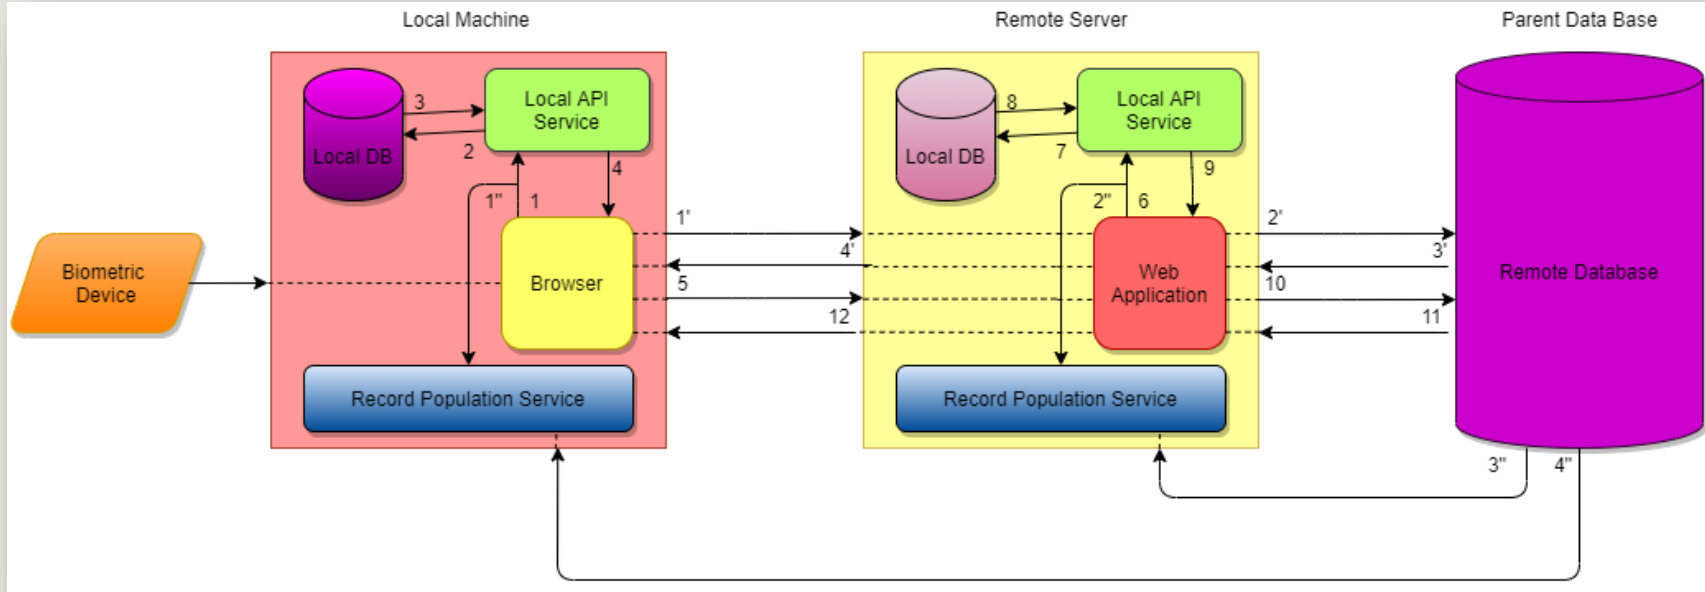 Local Machine
Remote Server
Parent Data Base
Local DB
3
2
Local API
Service
4
1"
1
Browser
Biometric
Device
Record Population Service
1'
4'
5
12
Local DB
8
7
Local API
Service
9
2"
6
Web
Application
Record Population Service
2'
3'
10
11
Remote Database
3"
4"